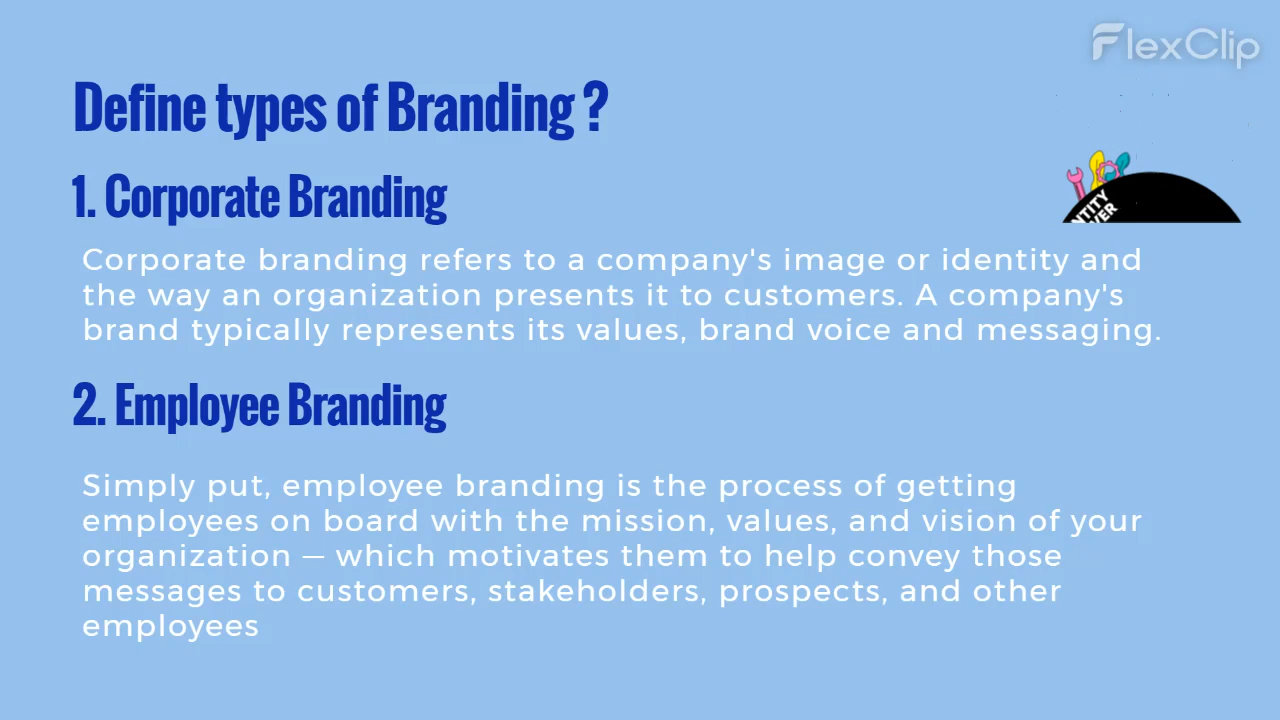 FlexClip
Define types of Branding ?
1. Corporate Branding
Corporate branding refers to a company's image or identity and
the way an organization presents it to customers. A company's
brand typically represents its values, brand voice and messaging.
2. Employee Branding
Simply put, employee branding is the process of getting
employees on board with the mission, values, and vision of your
organization — which motivates them to help convey those
messages to customers, stakeholders, prospects, and other
employees